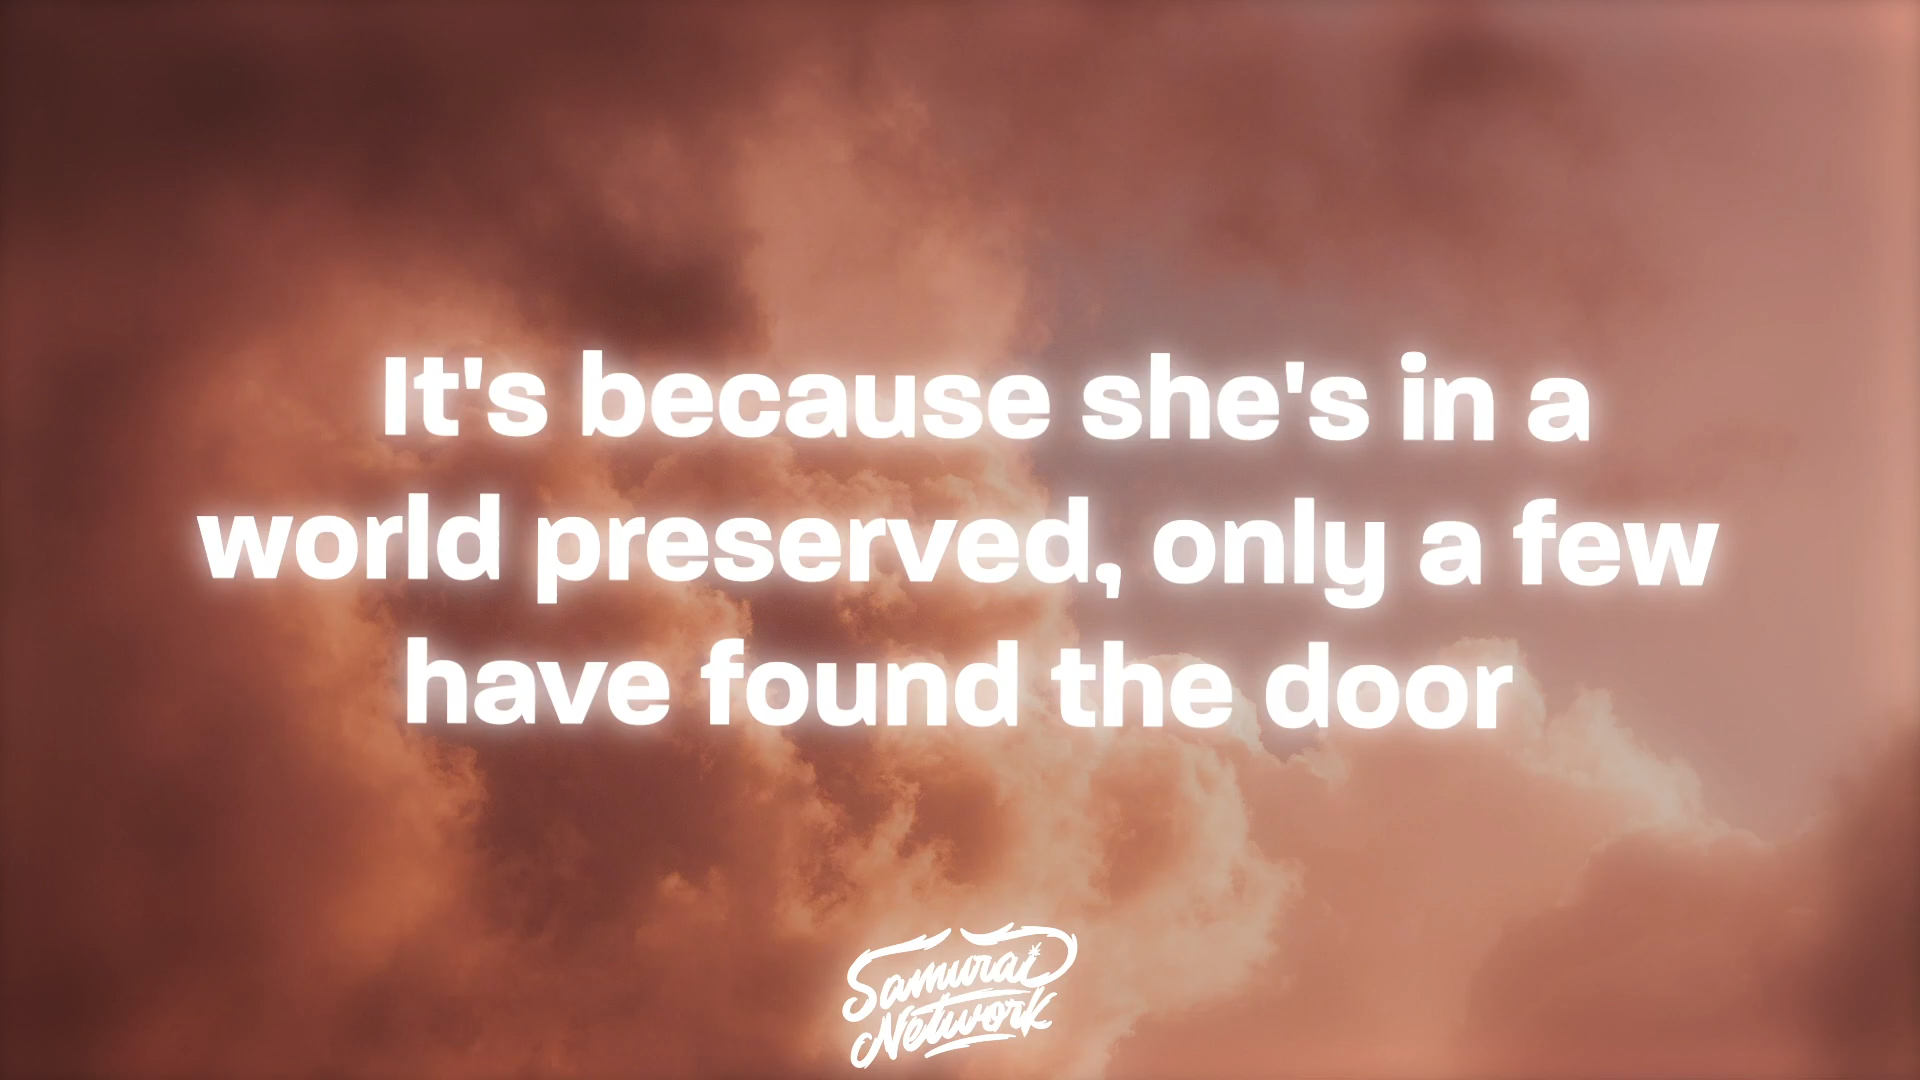 It's because she's in a
world preserved, only a few
have found the door
Samurai
Network